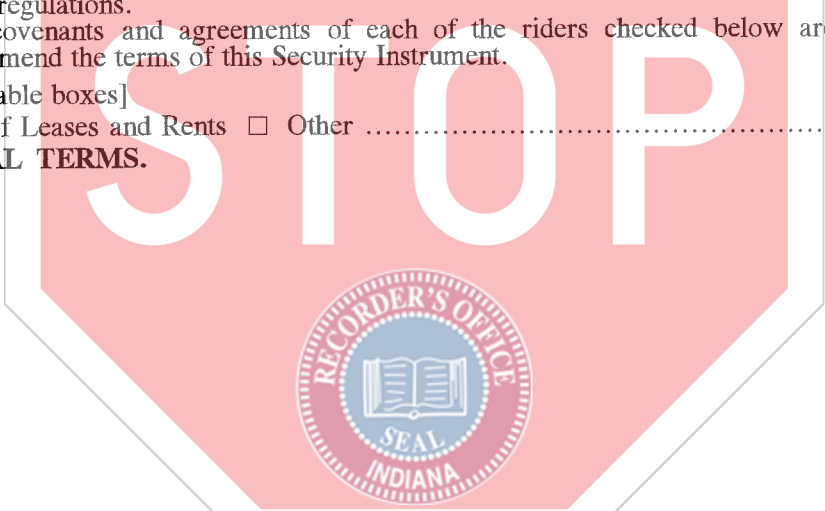 regulations.
covenants and agreements of each of the riders checked below
mend the terms of this Security Instrument.
able boxes]
f Leases and Rents ☐ Other ....................................................................
L TERMS.
STOP
RECORDER'S OFFICE
SEAL
INDIANA